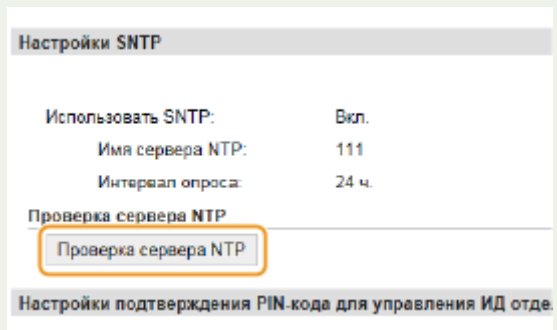 Настройки SNTP
Использовать SNTP: Вкл.
Имя сервера NTP: 111
Интервал опроса: 24 ч.
Проверка сервера NTP
Проверка сервера NTP
Настройки подтверждения PIN-кода для управления ИД отде